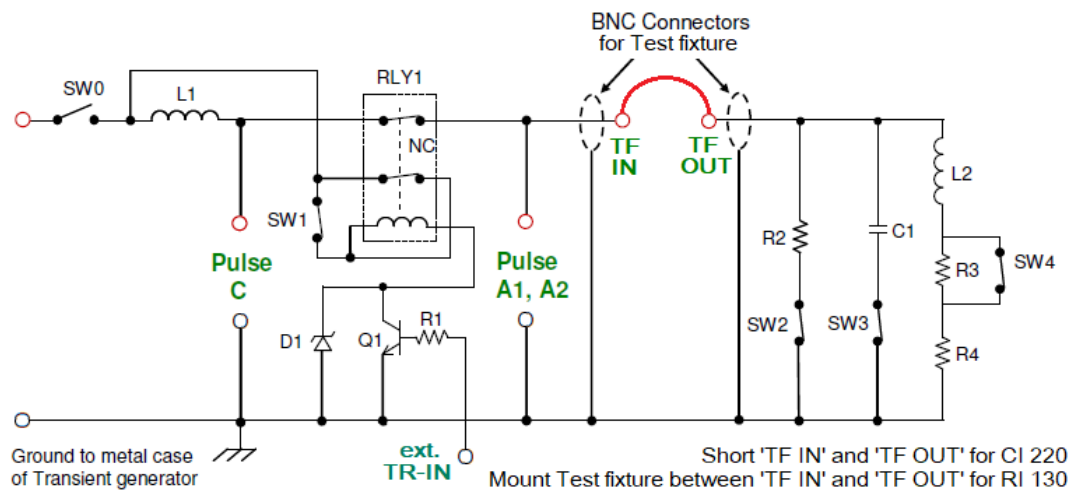 BNC Connectors
for Test fixture
SW0
L1
RLY1
NC
TF
IN
TF
OUT
L2
SW1
R2
C1
R3
SW4
Pulse
C
Pulse
A1, A2
D1
Q1
R1
SW2
SW3
R4
Ground to metal case
of Transient generator
ext.
TR-IN
Short 'TF IN' and 'TF OUT' for CI 220
Mount Test fixture between 'TF IN' and 'TF OUT' for RI 130